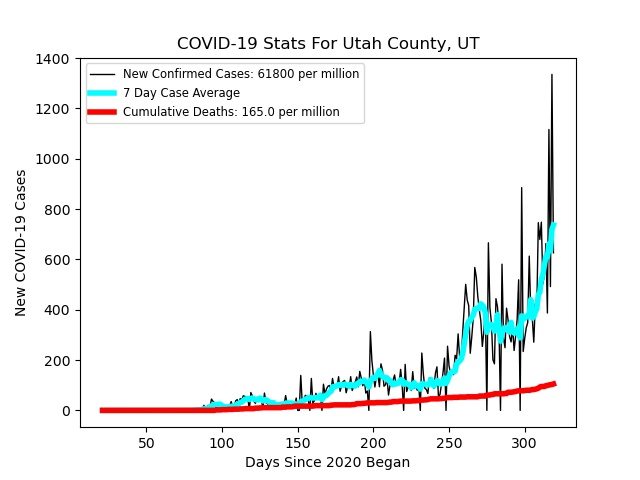 COVID-19 Stats For Utah County, UT
New Confirmed Cases: 61800 per million
7 Day Case Average
Cumulative Deaths: 165.0 per million
New COVID-19 Cases
1400
1200
1000
800
600
400
200
0
50 100 150 200 250 300
Days Since 2020 Began